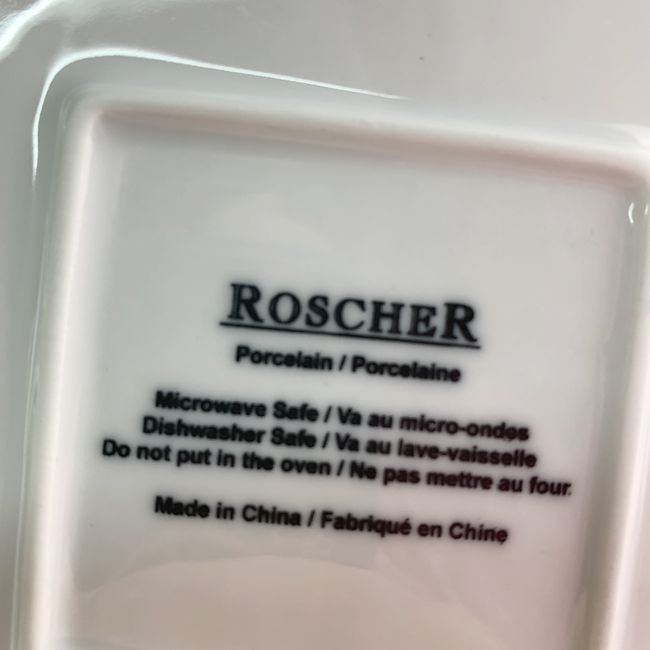 ROSCHER
Porcelain / Porcelaine
Microwave Safe / Va au micro-ondes
Dishwasher Safe / Va au lave-vaisselle
Do not put in the oven / Ne pas mettre au four.
Made in China / Fabriqué en Chine